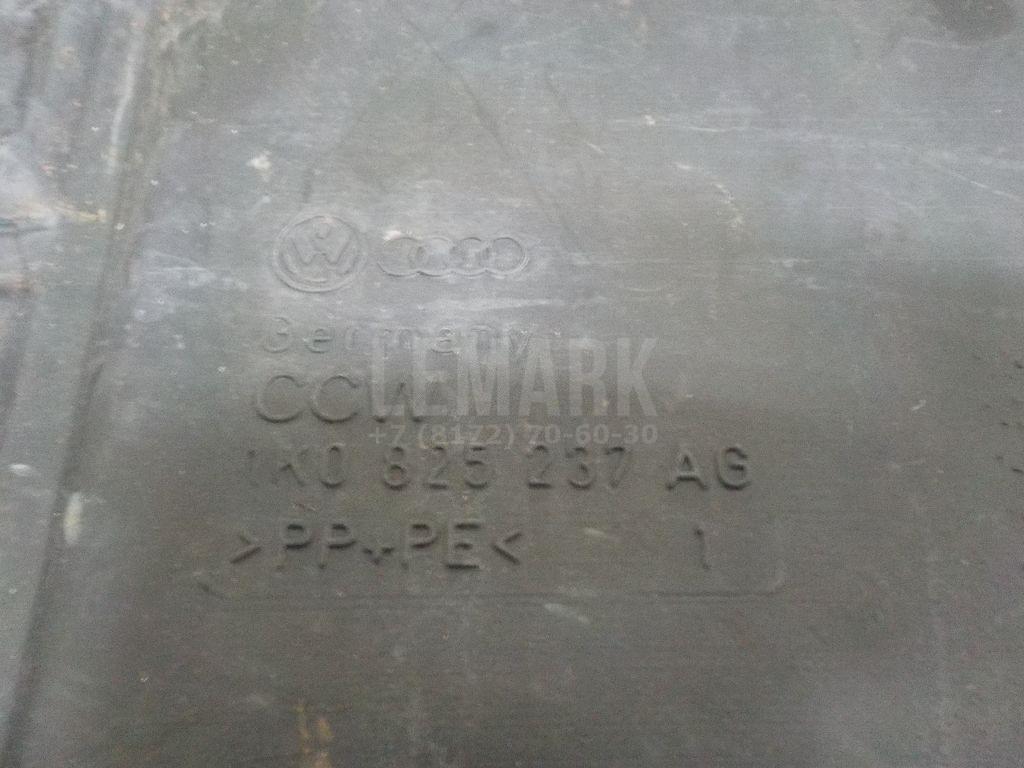 Germany
CCW
LEMARK
+7 (8172) 70-60-30
1K0 825 237 AG
>PP+PE< 1